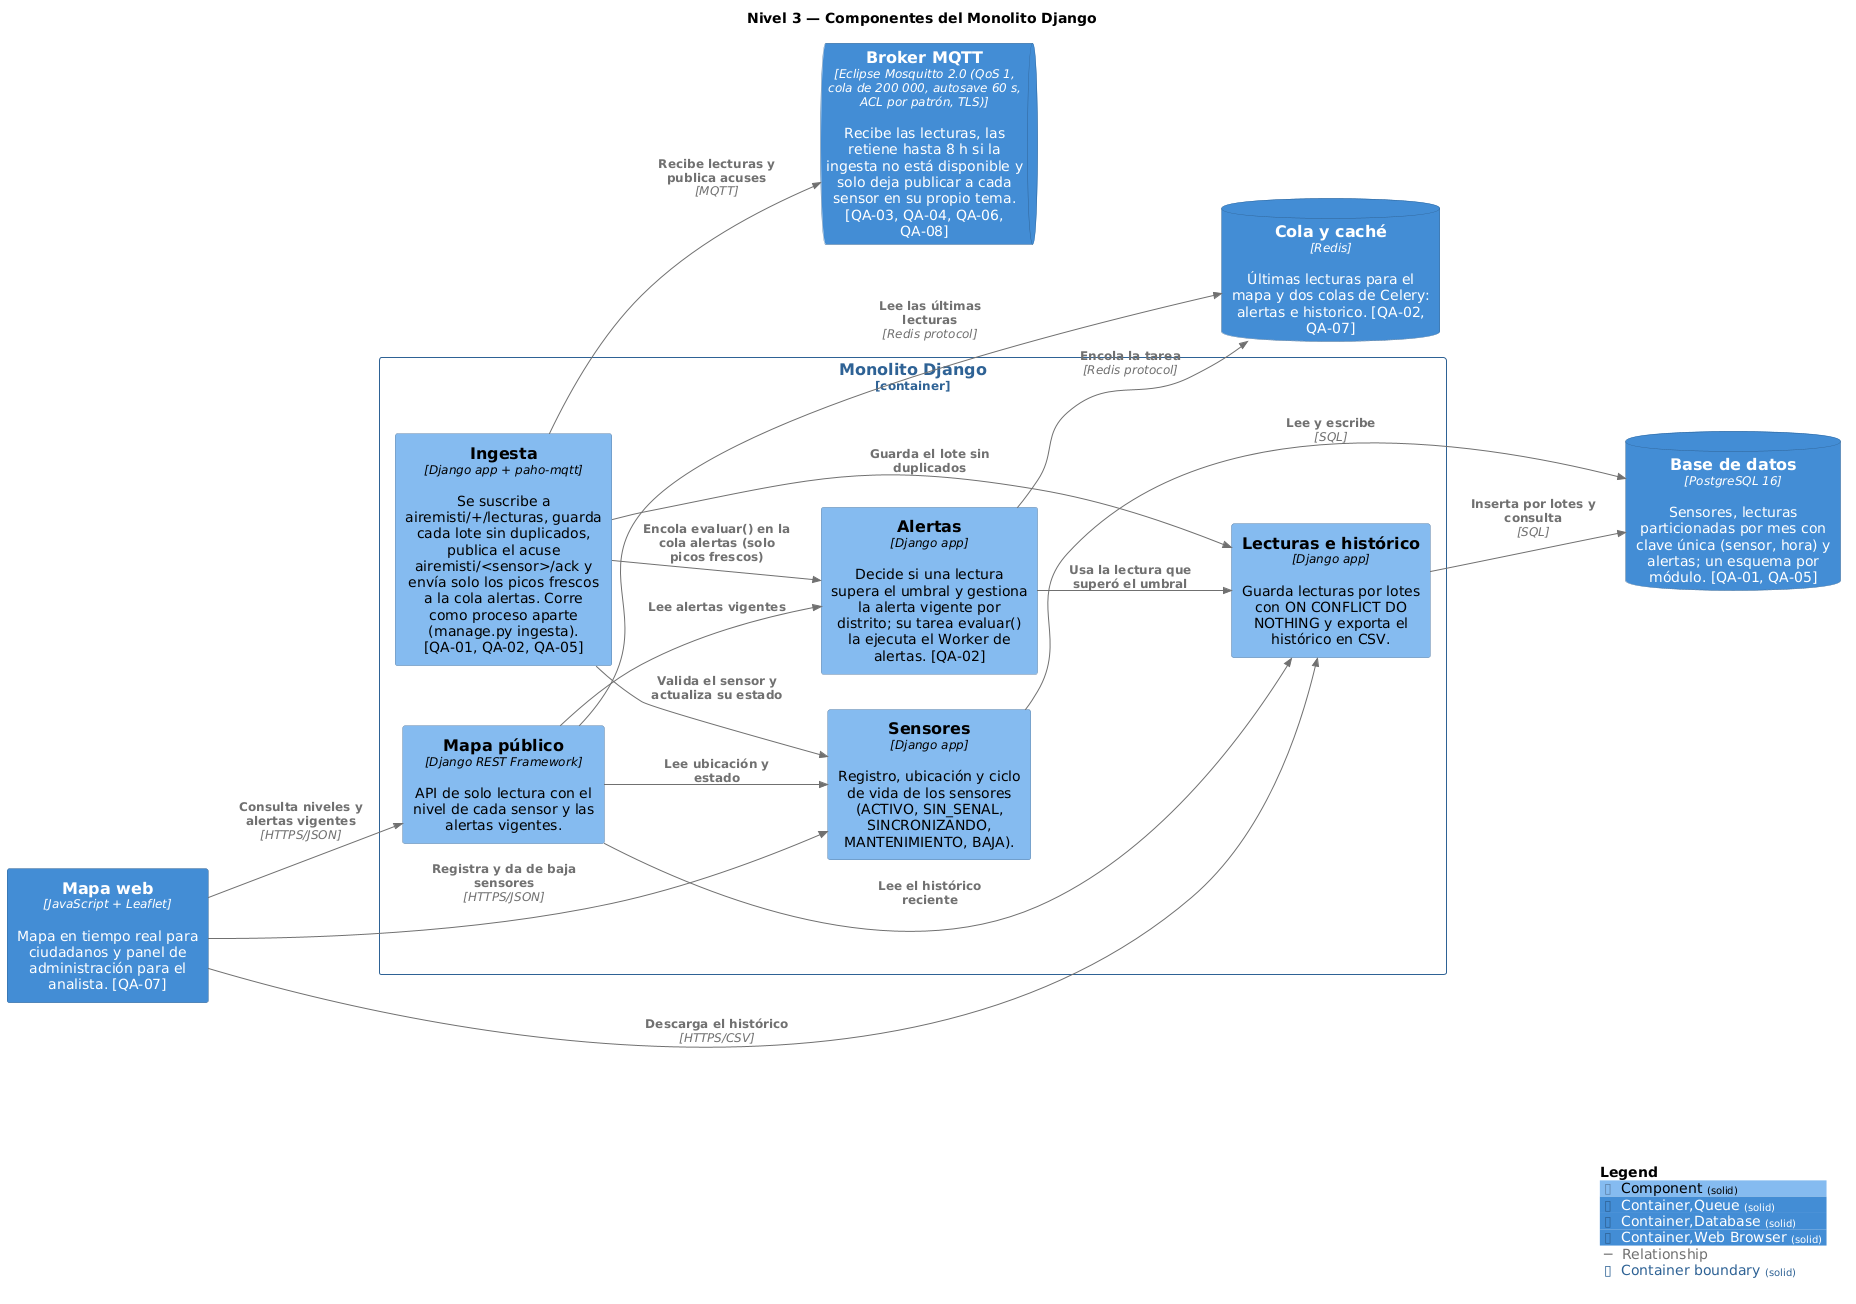 Nivel 3 — Componentes del Monolito Django
Broker MQTT
[Eclipse Mosquitto 2.0 (QoS 1,
cola de 200 000, autosave 60 s,
ACL por patrón, TLS)]
Recibe las lecturas, las
retiene hasta 8 h si la
ingesta no está disponible y
solo deja publicar a cada
sensor en su propio tema.
[QA-03, QA-04, QA-06,
QA-08]
Recibe lecturas y
publica acuses
[MQTT]
Cola y caché
[Redis]
Últimas lecturas para el
mapa y dos colas de Celery:
alertas e historico. [QA-02,
QA-07]
Lee las últimas
lecturas
[Redis protocol]
Encola la tarea
[Redis protocol]
Monolito Django
[container]
Ingesta
[Django app + paho-mqtt]
Se suscribe a
airemisti/+/lecturas, guarda
cada lote sin duplicados,
publica el acuse
airemisti/<sensor>/ack y
envía solo los picos frescos
a la cola alertas. Corre
como proceso aparte
(manage.py ingesta).
[QA-01, QA-02, QA-05]
Guarda el lote sin
duplicados
Lee y escribe
[SQL]
Base de datos
[PostgreSQL 16]
Sensores, lecturas
particionadas por mes con
clave única (sensor, hora) y
alertas; un esquema por
módulo. [QA-01, QA-05]
Inserta por lotes y
consulta
[SQL]
Encola evaluar() en la
cola alertas (solo
picos frescos)
Alertas
[Django app]
Decide si una lectura
supera el umbral y gestiona
la alerta vigente por
distrito; su tarea evaluar()
la ejecuta el Worker de
alertas. [QA-02]
Usa la lectura que
superó el umbral
Lecturas e histórico
[Django app]
Guarda lecturas por lotes
con ON CONFLICT DO
NOTHING y exporta el
histórico en CSV.
Lee alertas vigentes
Valida el sensor y
actualiza su estado
Mapa público
[Django REST Framework]
API de solo lectura con el
nivel de cada sensor y las
alertas vigentes.
Lee ubicación y
estado
Sensores
[Django app]
Registro, ubicación y ciclo
de vida de los sensores
(ACTIVO, SIN_SENAL,
SINCRONIZANDO,
MANTENIMIENTO, BAJA).
Consulta niveles y
alertas vigentes
[HTTPS/JSON]
Registra y da de baja
sensores
[HTTPS/JSON]
Lee el histórico
reciente
Mapa web
[JavaScript + Leaflet]
Mapa en tiempo real para
ciudadanos y panel de
administración para el
analista. [QA-07]
Descarga el histórico
[HTTPS/CSV]
Legend
Component (solid)
Container,Queue (solid)
Container,Database (solid)
Container,Web Browser (solid)
Relationship
Container boundary (solid)